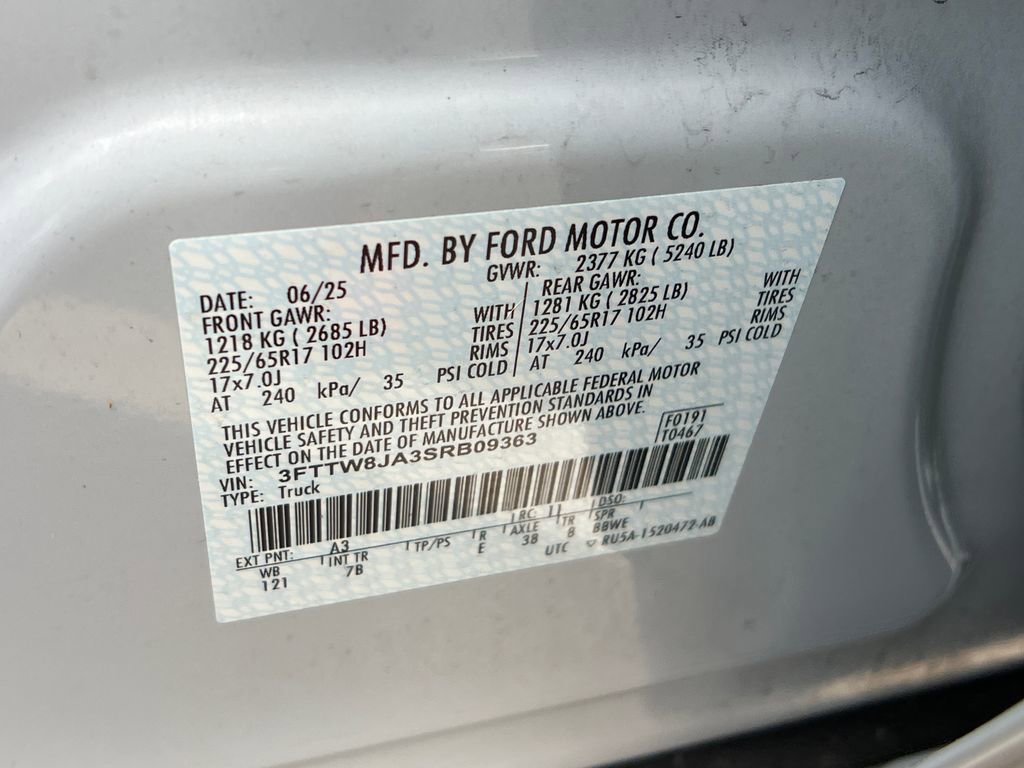 MFD. BY FORD MOTOR CO.
DATE: 06/25 GVWR: 2377 KG ( 5240 LB)
FRONT GAWR: REAR GAWR:
1218 KG ( 2685 LB) WITH 1281 KG ( 2825 LB) WITH
225/65R17 102H TIRES 225/65R17 102H TIRES
17x7.0J RIMS 17x7.0J RIMS
AT 240 kPa/ 35 PSI COLD AT 240 kPa/ 35 PSI COLD
THIS VEHICLE CONFORMS TO ALL APPLICABLE FEDERAL MOTOR
VEHICLE SAFETY AND THEFT PREVENTION STANDARDS IN
EFFECT ON THE DATE OF MANUFACTURE SHOWN ABOVE.
VIN: 3FTTW8JA3SRB09363 F0191
TYPE: Truck T0467
EXT PNT: A3 RC: 11 DSO:
WB INT TR TP/PS R AXLE TR SPR
121 7B E 38 8 BBWE
UTC ▽ RU5A-1520472-AB